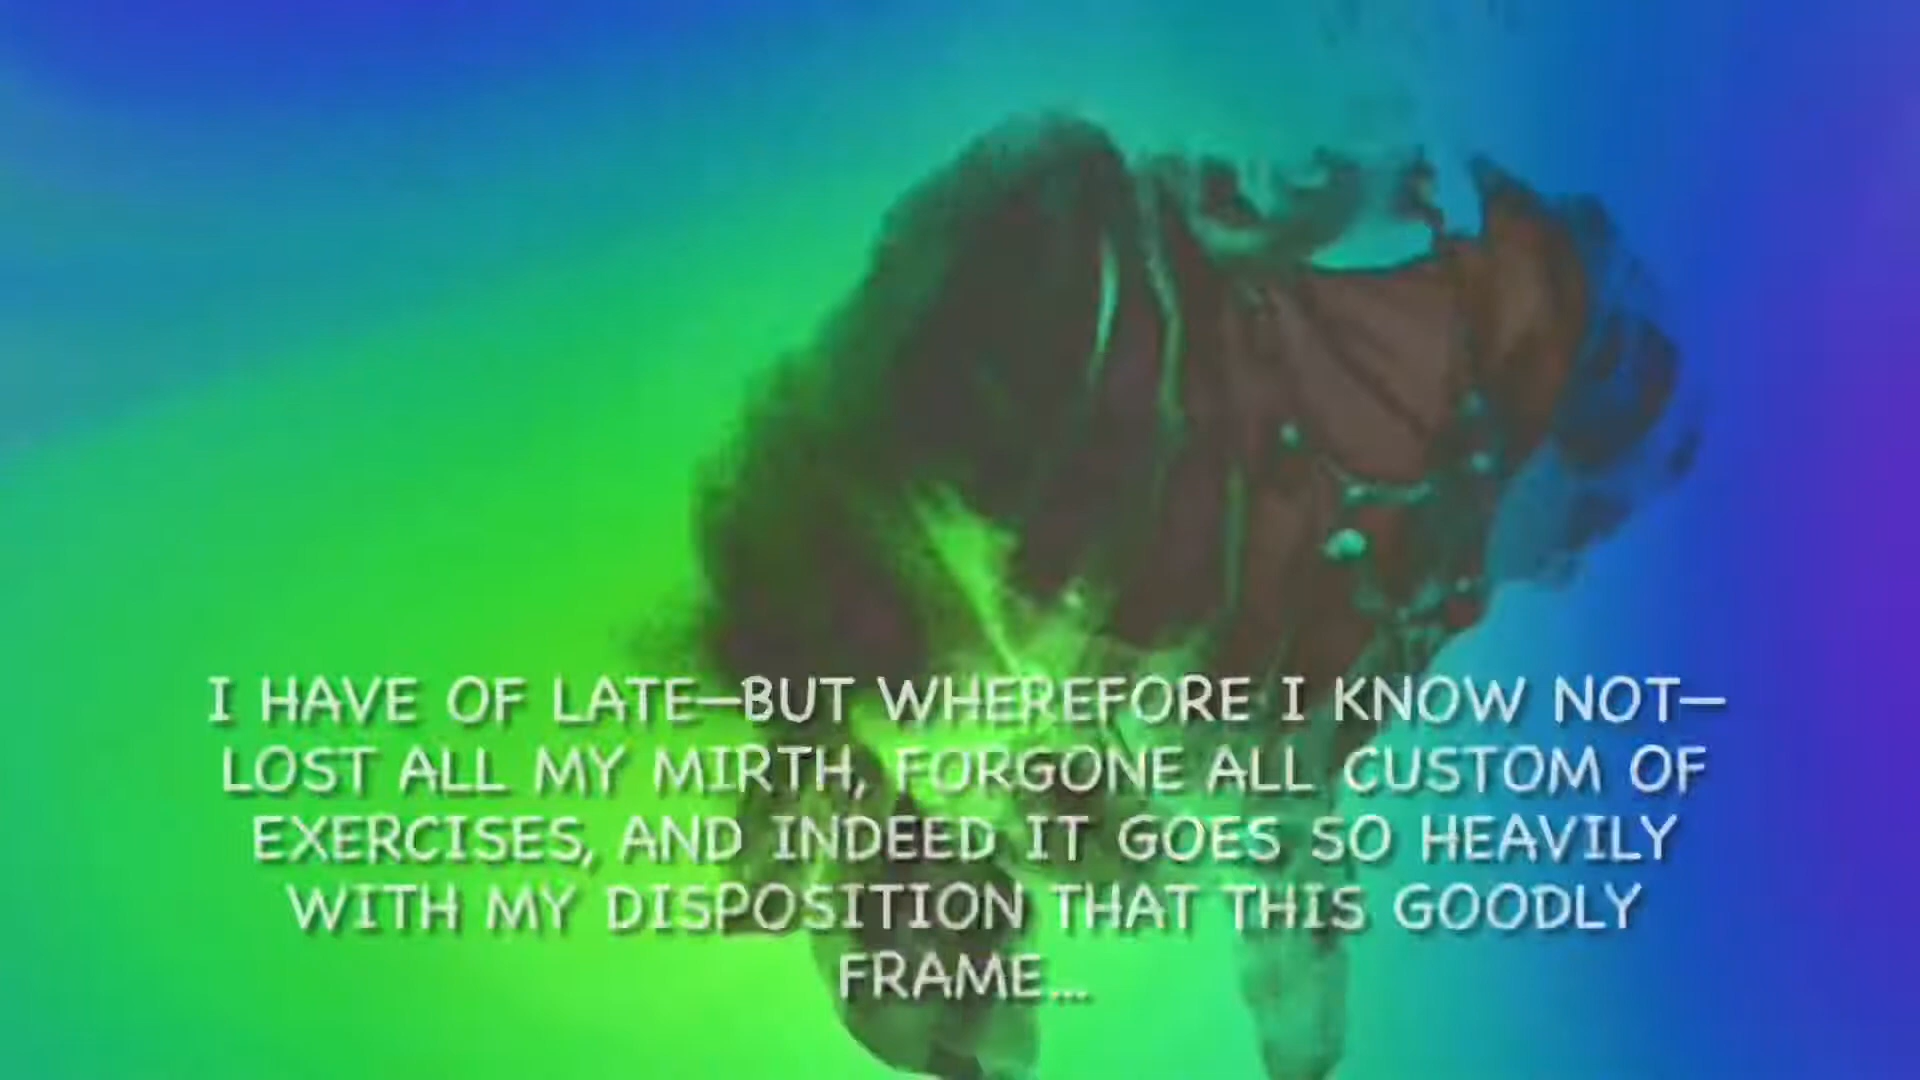 I HAVE OF LATE—BUT WHEREFORE I KNOW NOT—
LOST ALL MY MIRTH, FORGONE ALL CUSTOM OF
EXERCISES, AND INDEED IT GOES SO HEAVILY
WITH MY DISPOSITION THAT THIS GOODLY
FRAME...